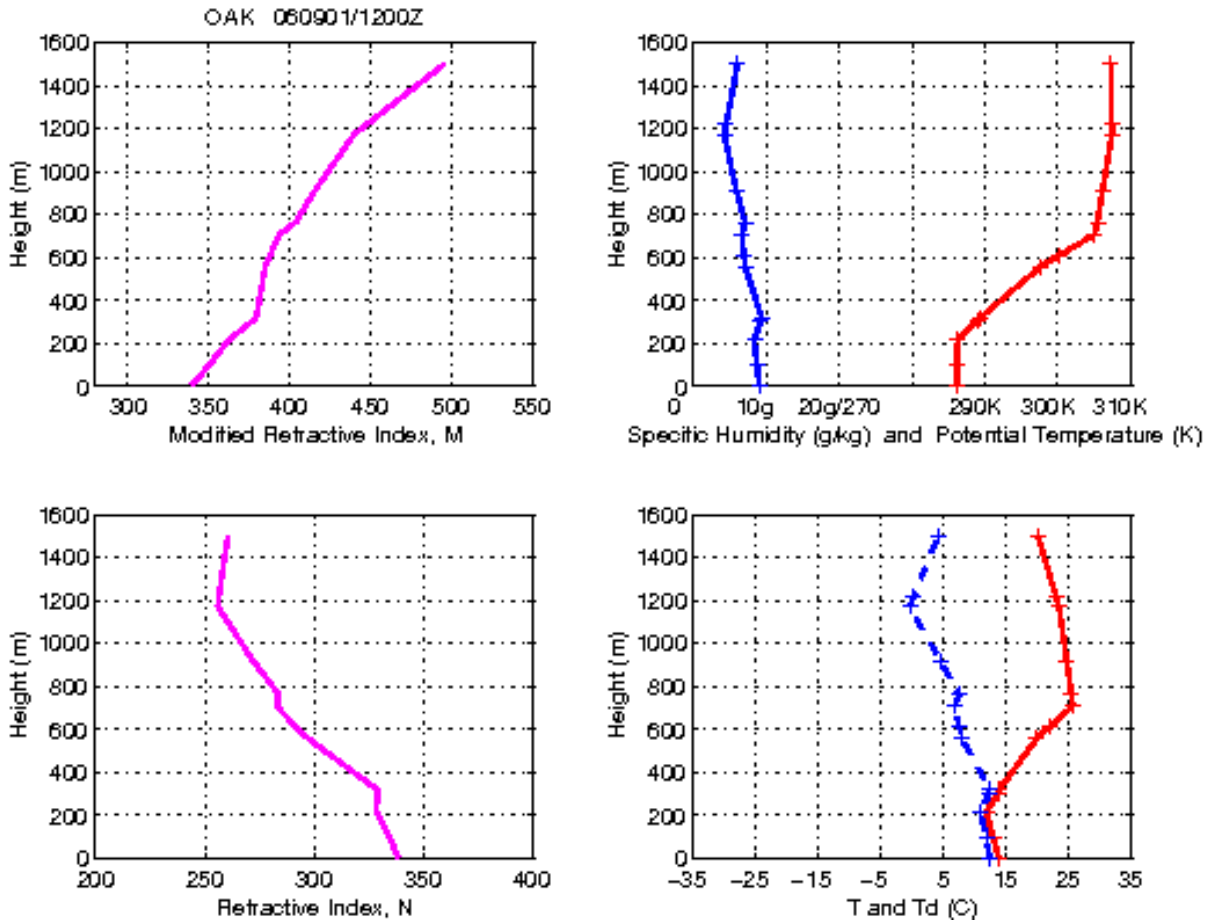 OAK 060901/1200Z
1600
1400
1200
1000
800
600
400
200
0
Height (m)
300 350 400 450 500 550
Modified Refractive Index, M
1600
1400
1200
1000
800
600
400
200
0
Height (m)
0 10g 20g/270 290K 300K 310K
Specific Humidity (g/kg) and Potential Temperature (K)
1600
1400
1200
1000
800
600
400
200
0
Height (m)
200 250 300 350 400
Refractive Index, N
1600
1400
1200
1000
800
600
400
200
0
Height (m)
−35 −25 −15 −5 5 15 25 35
T and Td (C)